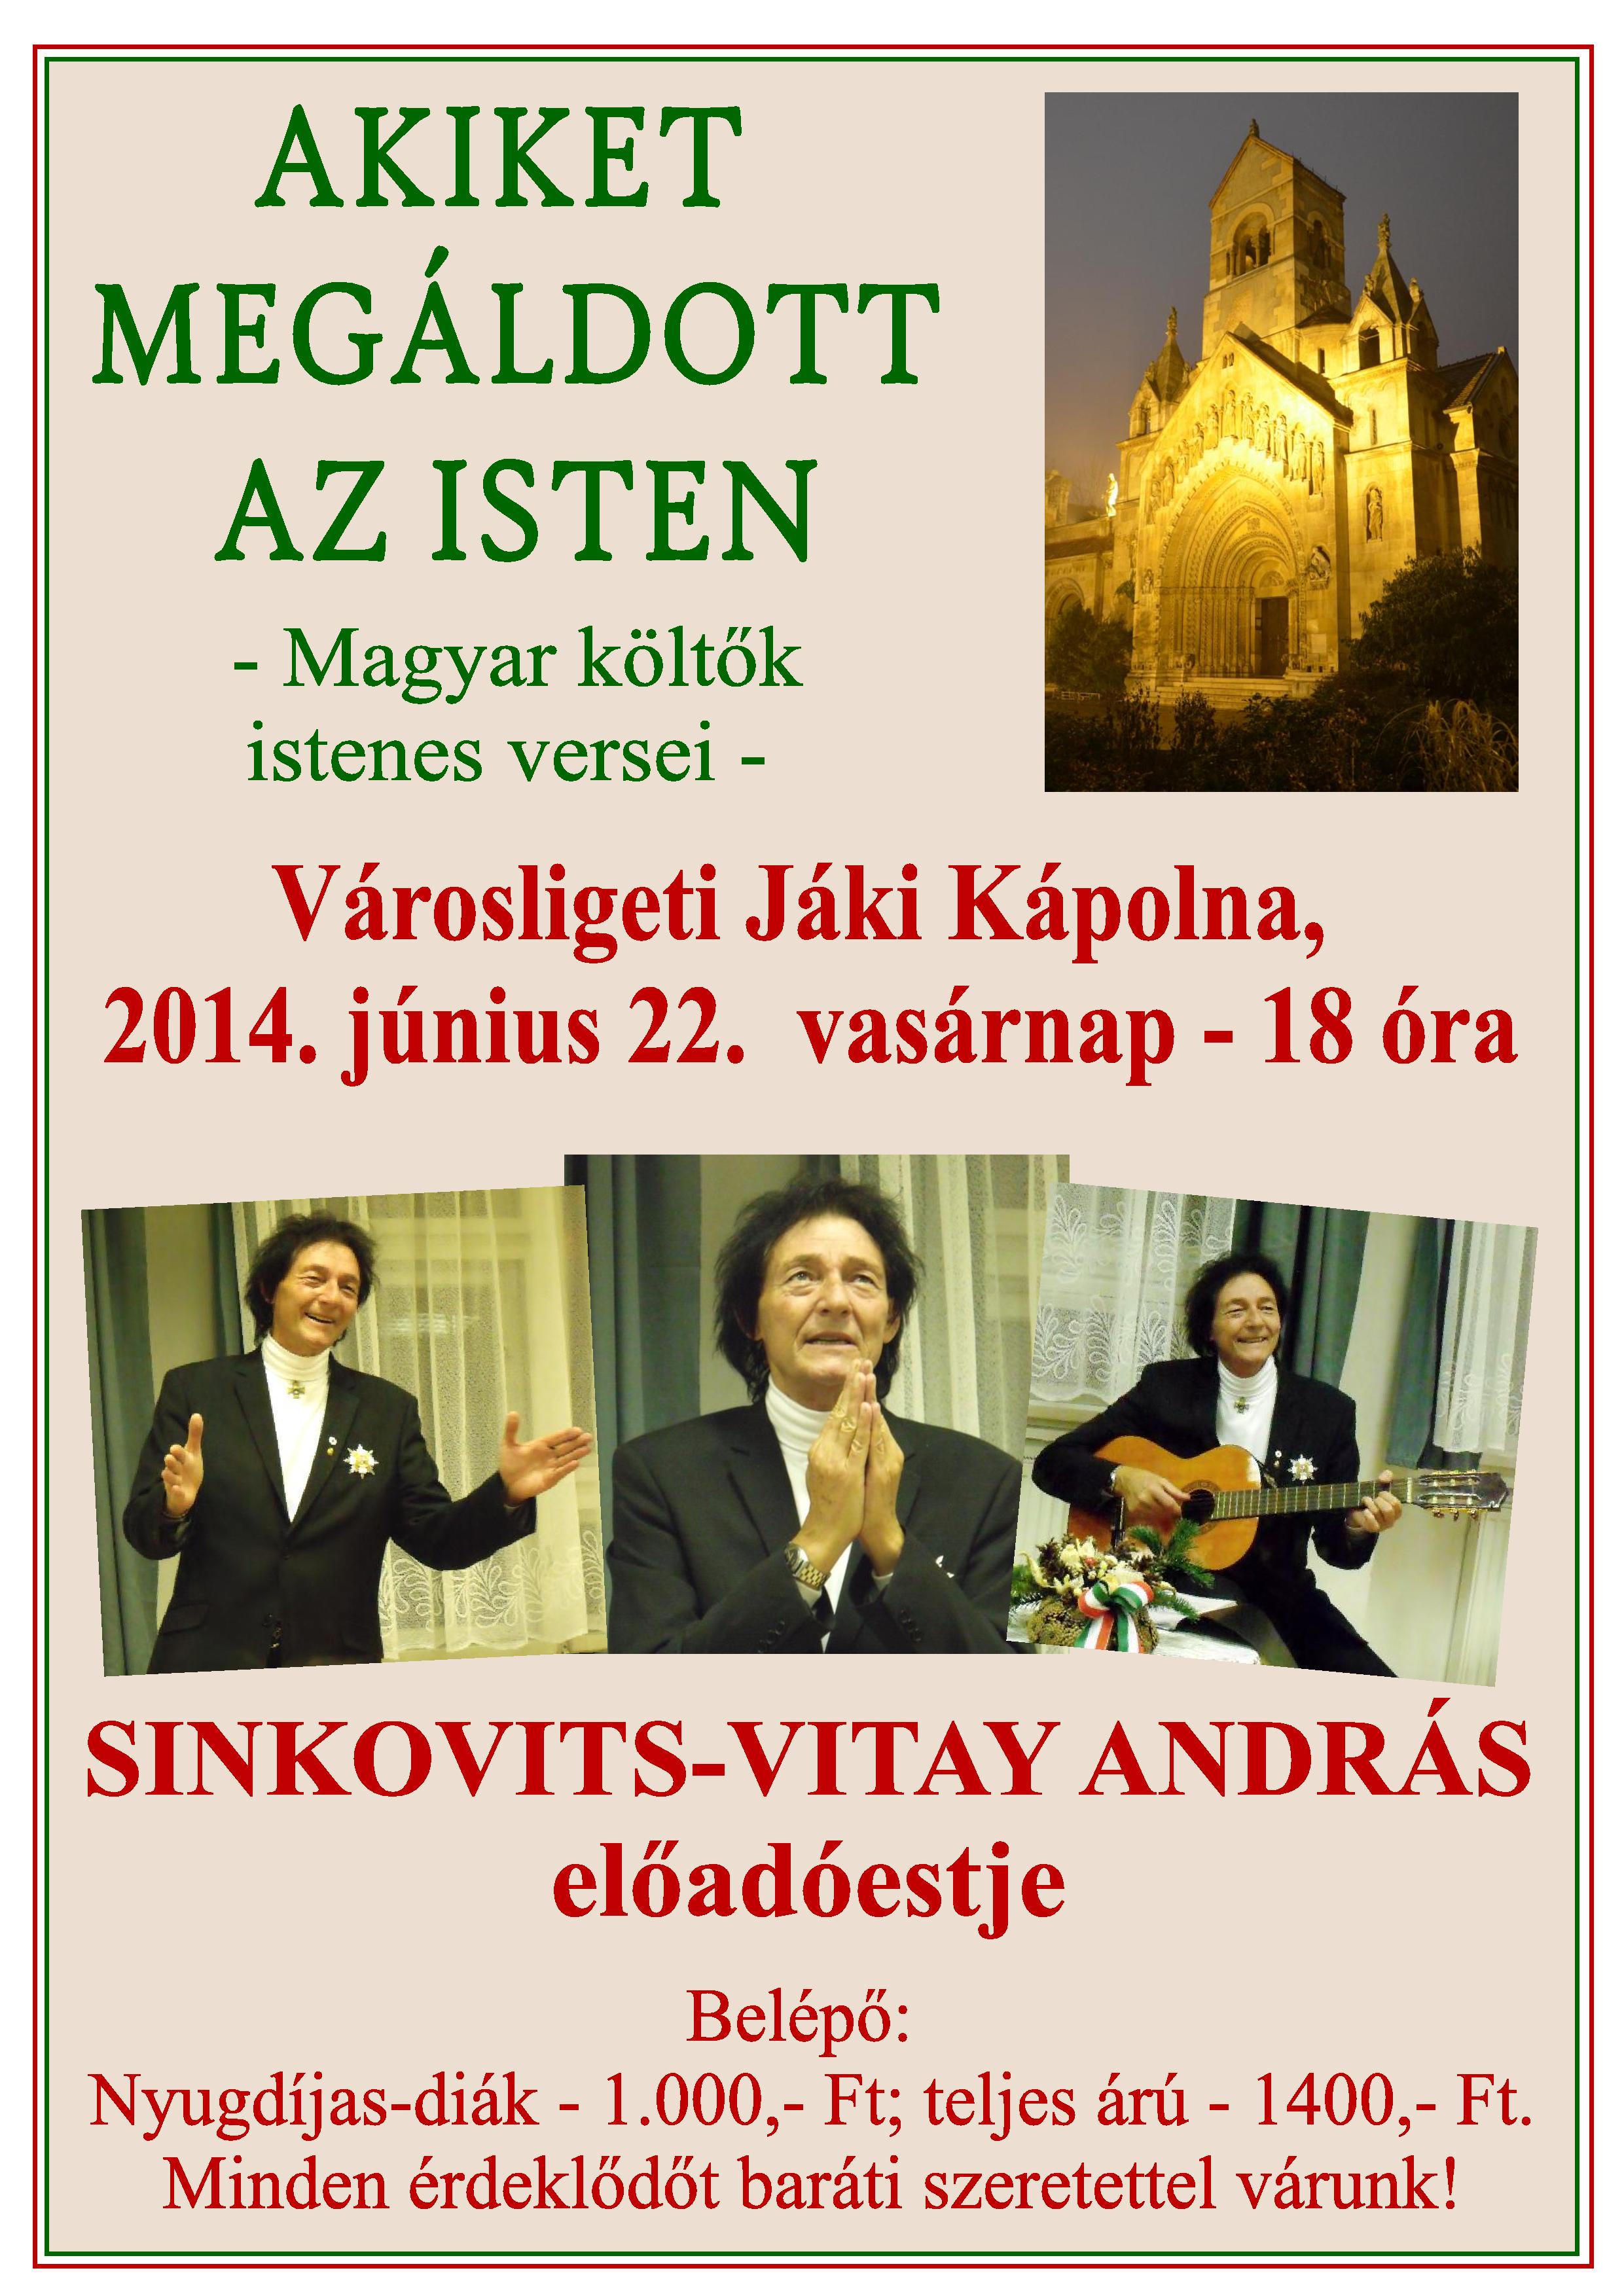 AKIKET
MEGÁLDOTT
AZ ISTEN
- Magyar költők
istenes versei -
Városligeti Jáki Kápolna,
2014. június 22. vasárnap - 18 óra
SINKOVITS-VITAY ANDRÁS
előadóestje
Belépő:
Nyugdíjas-diák - 1.000,- Ft; teljes árú - 1400,- Ft.
Minden érdeklődőt baráti szeretettel várunk!